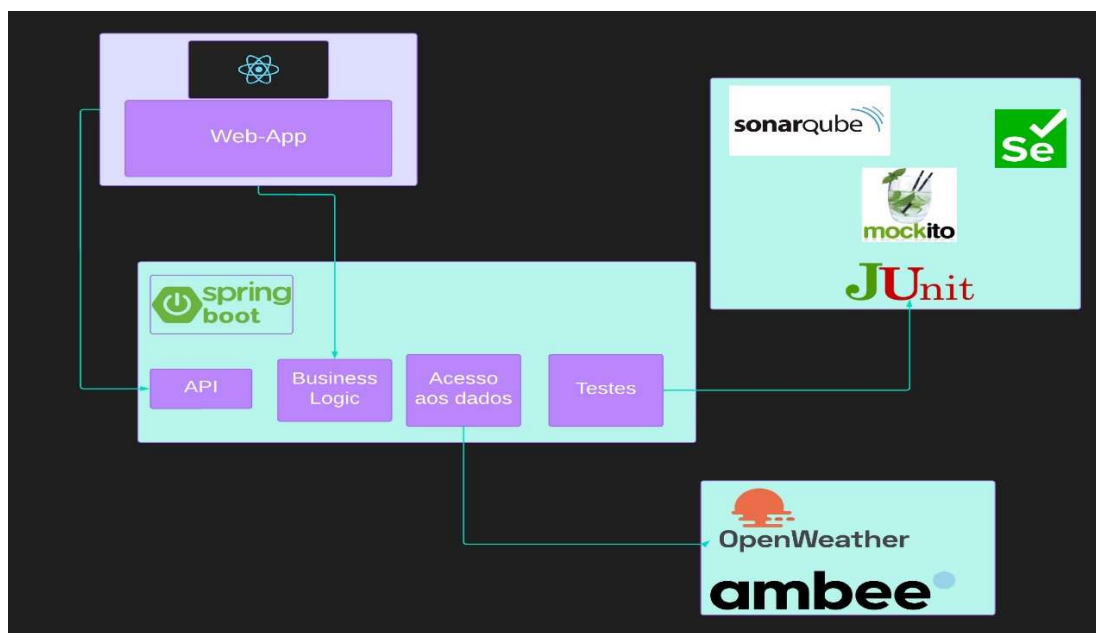 Web-App
sonarqube
Se
mockito
JUnit
spring
boot
API
Business
Logic
Acesso
aos dados
Testes
OpenWeather
ambee